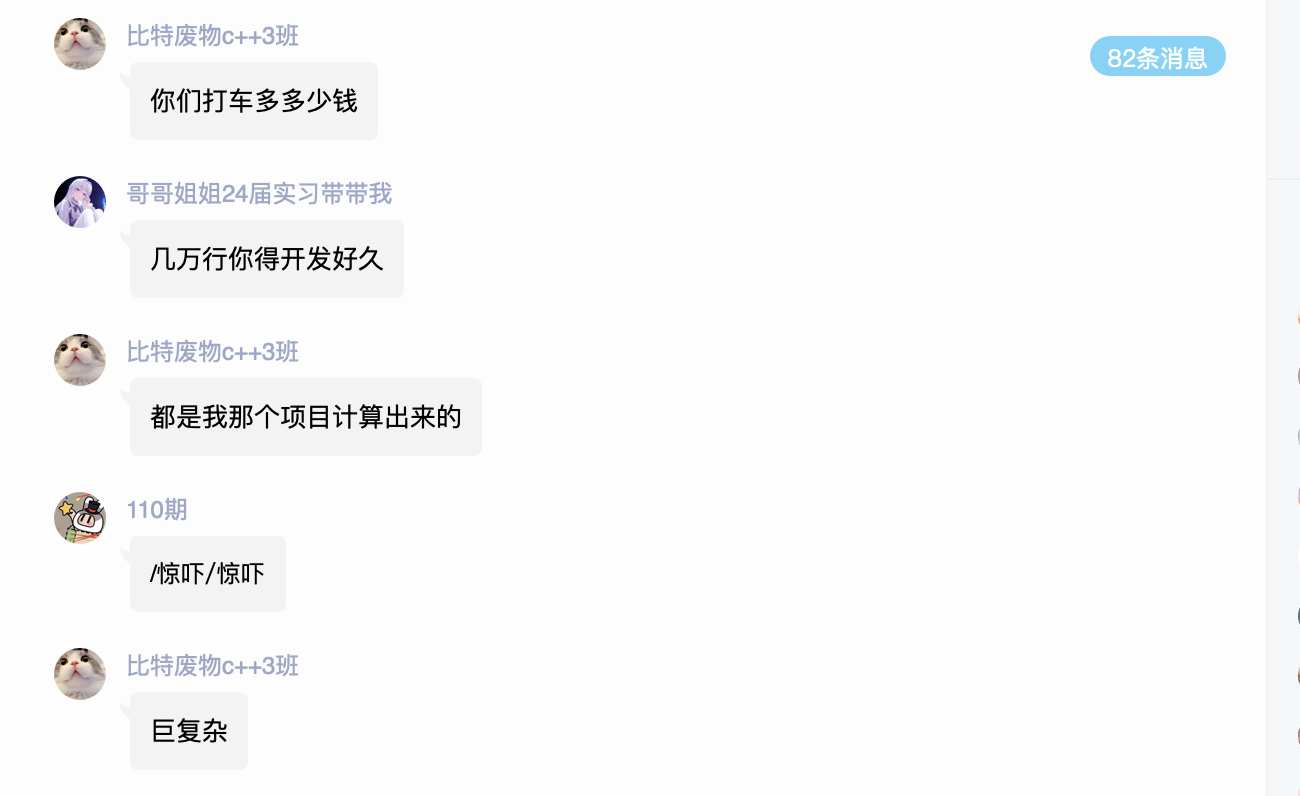 比特废物c++3班
82条消息
你们打车多多少钱
哥哥姐姐24届实习带带我
几万行你得开发好久
比特废物c++3班
都是我那个项目计算出来的
110期
/惊吓/惊吓
比特废物c++3班
巨复杂